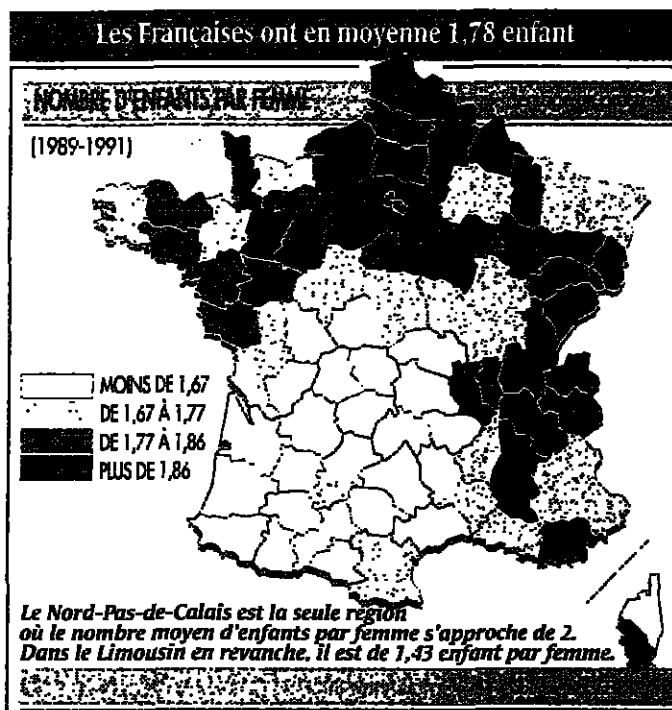 Les Françaises ont en moyenne 1,78 enfant
NOMBRE D'ENFANTS PAR FEMME
(1989-1991)
MOINS DE 1,67
DE 1,67 À 1,77
DE 1,77 À 1,86
PLUS DE 1,86
Le Nord-Pas-de-Calais est la seule région
où le nombre moyen d'enfants par femme s'approche de 2.
Dans le Limousin en revanche, il est de 1,43 enfant par femme.